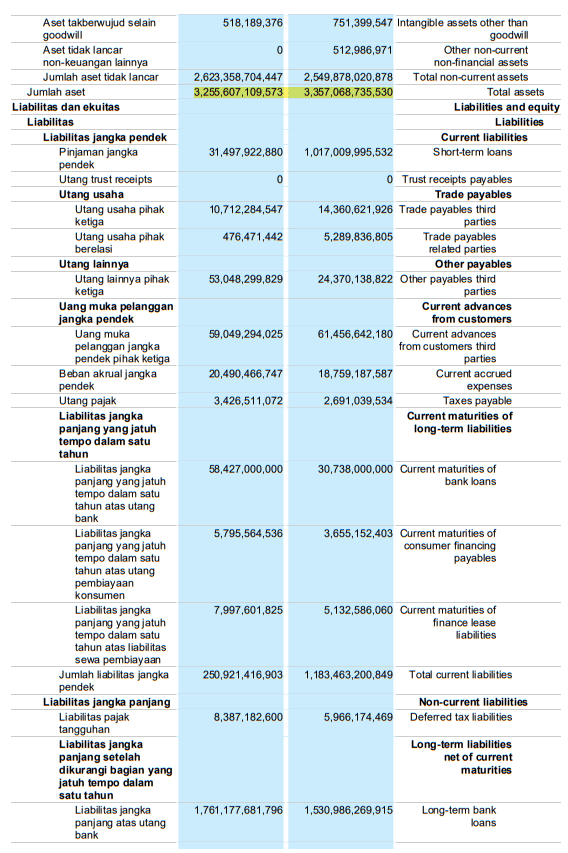 Aset takberwujud selain 518,189,376 751,399,547 Intangible assets other than
goodwill goodwill
Aset tidak lancar 0 512,986,971 Other non-current
non-keuangan lainnya non-financial assets
Jumlah aset tidak lancar 2,623,358,704,447 2,549,878,020,878 Total non-current assets
Jumlah aset 3,255,607,109,573 3,357,068,735,530 Total assets
Liabilitas dan ekuitas Liabilities and equity
Liabilitas Liabilities
Liabilitas jangka pendek Current liabilities
Pinjaman jangka 31,497,922,880 1,017,009,995,532 Short-term loans
pendek
Utang trust receipts 0 0 Trust receipts payables
Utang usaha Trade payables
Utang usaha pihak 10,712,284,547 14,360,621,926 Trade payables third
ketiga parties
Utang usaha pihak 476,471,442 5,289,836,805 Trade payables
berelasi related parties
Utang lainnya Other payables
Utang lainnya pihak 53,048,299,829 24,370,138,822 Other payables third
ketiga parties
Uang muka pelanggan Current advances
jangka pendek from customers
Uang muka 59,049,294,025 61,456,642,180 Current advances
pelanggan jangka from customers third
pendek pihak ketiga parties
Beban akrual jangka 20,490,466,747 18,759,187,587 Current accrued
pendek expenses
Utang pajak 3,426,511,072 2,691,039,534 Taxes payable
Liabilitas jangka Current maturities of
panjang yang jatuh long-term liabilities
tempo dalam satu
tahun
Liabilitas jangka 58,427,000,000 30,738,000,000 Current maturities of
panjang yang jatuh bank loans
tempo dalam satu
tahun atas utang
bank
Liabilitas jangka 5,795,564,536 3,655,152,403 Current maturities of
panjang yang jatuh consumer financing
tempo dalam satu payables
tahun atas utang
pembiayaan
konsumen
Liabilitas jangka 7,997,601,825 5,132,586,060 Current maturities of
panjang yang jatuh finance lease
tempo dalam satu liabilities
tahun atas liabilitas
sewa pembiayaan
Jumlah liabilitas jangka 250,921,416,903 1,183,463,200,849 Total current liabilities
pendek
Liabilitas jangka panjang Non-current liabilities
Liabilitas pajak 8,387,182,600 5,966,174,469 Deferred tax liabilities
tangguhan
Liabilitas jangka Long-term liabilities
panjang setelah net of current
dikurangi bagian yang maturities
jatuh tempo dalam
satu tahun
Liabilitas jangka 1,761,177,681,796 1,530,986,269,915 Long-term bank
panjang atas utang loans
bank